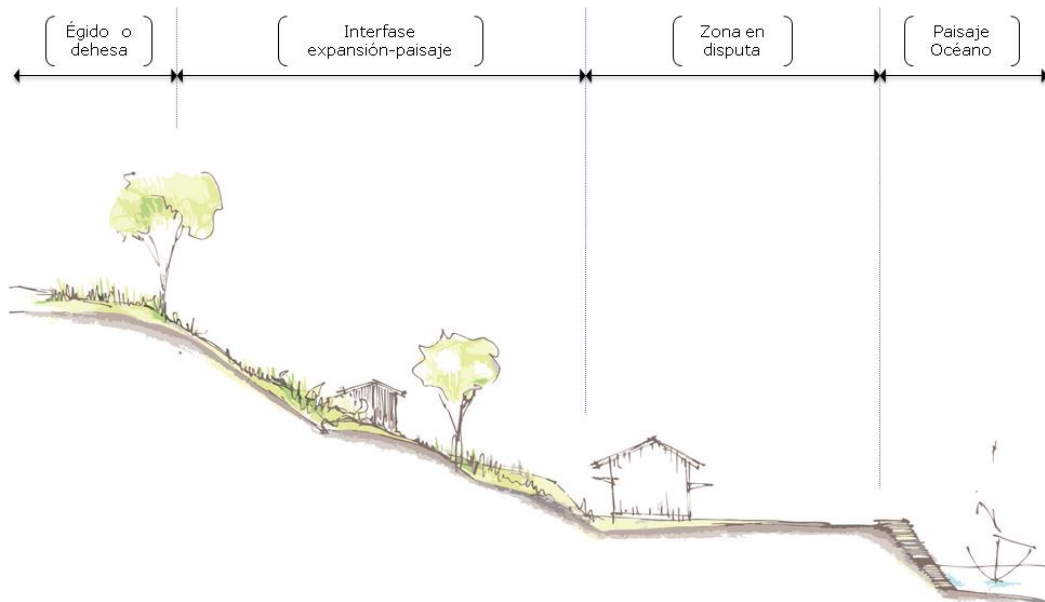 Égido o
dehesa
Interfase
expansión-paisaje
Zona en
disputa
Paisaje
Océano